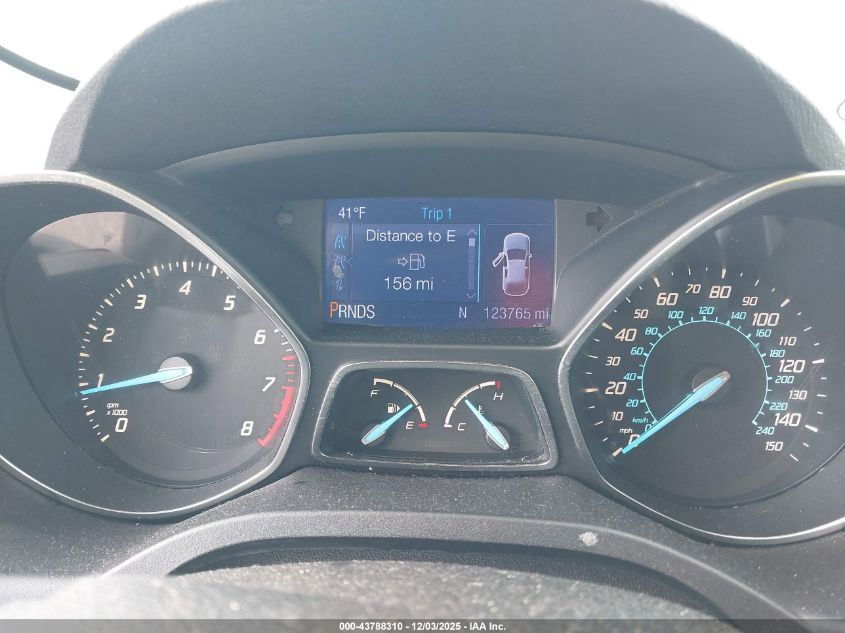 41°F Trip 1
Distance to E
156 mi
PRNDS N 123765 mi
0 1 2 3 4 5 6 7 8
rpm
x1000
F E
C H
0 10 20 30 40 50 60 70 80 90 100 110 120 130 140 150
mph
0 20 40 60 80 100 120 140 160 180 200 220 240
km/h
000-43788310 - 12/03/2025 - IAA Inc.